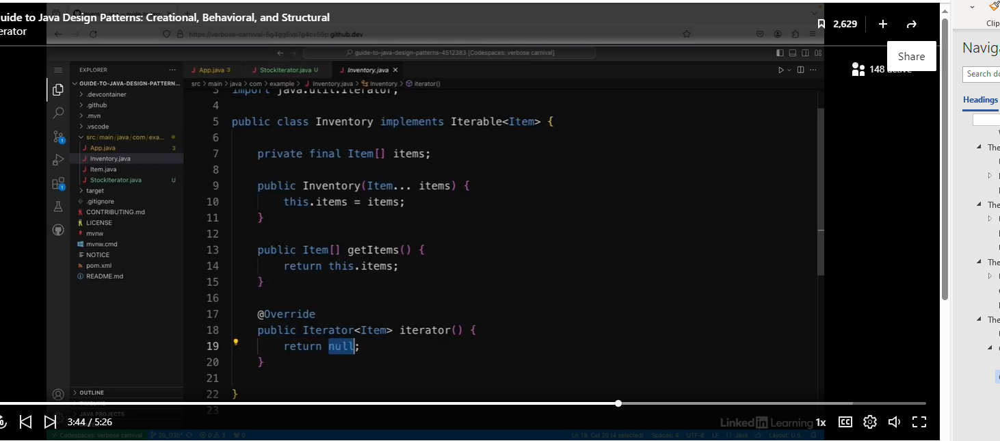 uide to Java Design Patterns: Creational, Behavioral, and Structural
erator
2,629
Share
148 active
https://verbose-carnival-5g4gg5vp7g4cv55p.github.dev
guide-to-java-design-patterns-4512383 [Codespaces: verbose carnival]
EXPLORER
GUIDE-TO-JAVA-DESIGN-PATTERN...
.devcontainer
.github
.mvn
.vscode
src / main / java / com / exa...
App.java 3
Inventory.java
Item.java
StockIterator.java U
target
.gitignore
CONTRIBUTING.md
LICENSE
mvnw
mvnw.cmd
NOTICE
pom.xml
README.md
OUTLINE
TIMELINE
JAVA PROJECTS
App.java 3 StockIterator.java U Inventory.java
src > main > java > com > example > Inventory.java > Inventory > iterator()
3 import java.util.Iterator;
4
5 public class Inventory implements Iterable<Item> {
6
7 private final Item[] items;
8
9 public Inventory(Item... items) {
10 this.items = items;
11 }
12
13 public Item[] getItems() {
14 return this.items;
15 }
16
17 @Override
18 public Iterator<Item> iterator() {
19 return null;
20 }
21
22 }
23
3:44 / 5:26
LinkedIn Learning
1x
CC
Codespaces: verbose carnival 20_03b* 0 3 0
Ln 19, Col 20 (4 selected) Spaces: 4 UTF-8 LF {} Java Layout: U.S.
Clip
Naviga
Search do
Headings
The
The
The
The